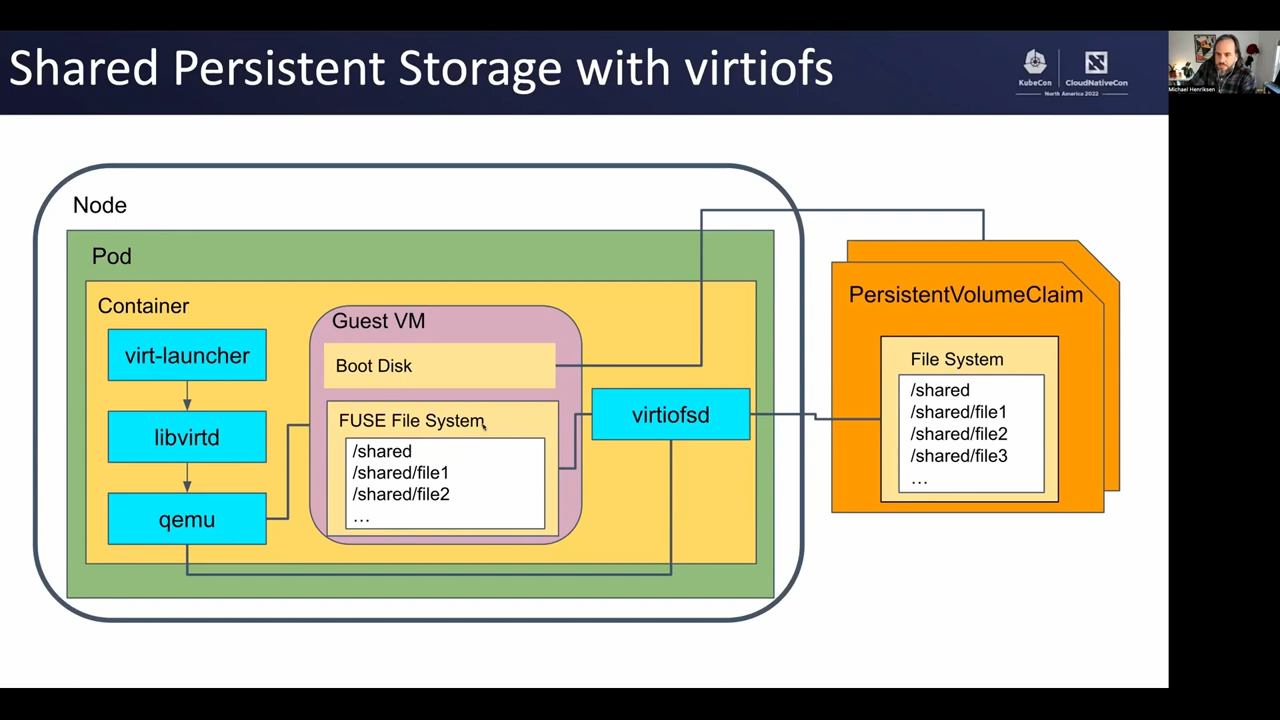 Shared Persistent Storage with virtiofs
KubeCon
CloudNativeCon
North America 2022
Michael Henriksen
Node
Pod
Container
virt-launcher
libvirtd
qemu
Guest VM
Boot Disk
FUSE File System
/shared
/shared/file1
/shared/file2
…
virtiofsd
PersistentVolumeClaim
File System
/shared
/shared/file1
/shared/file2
/shared/file3
…